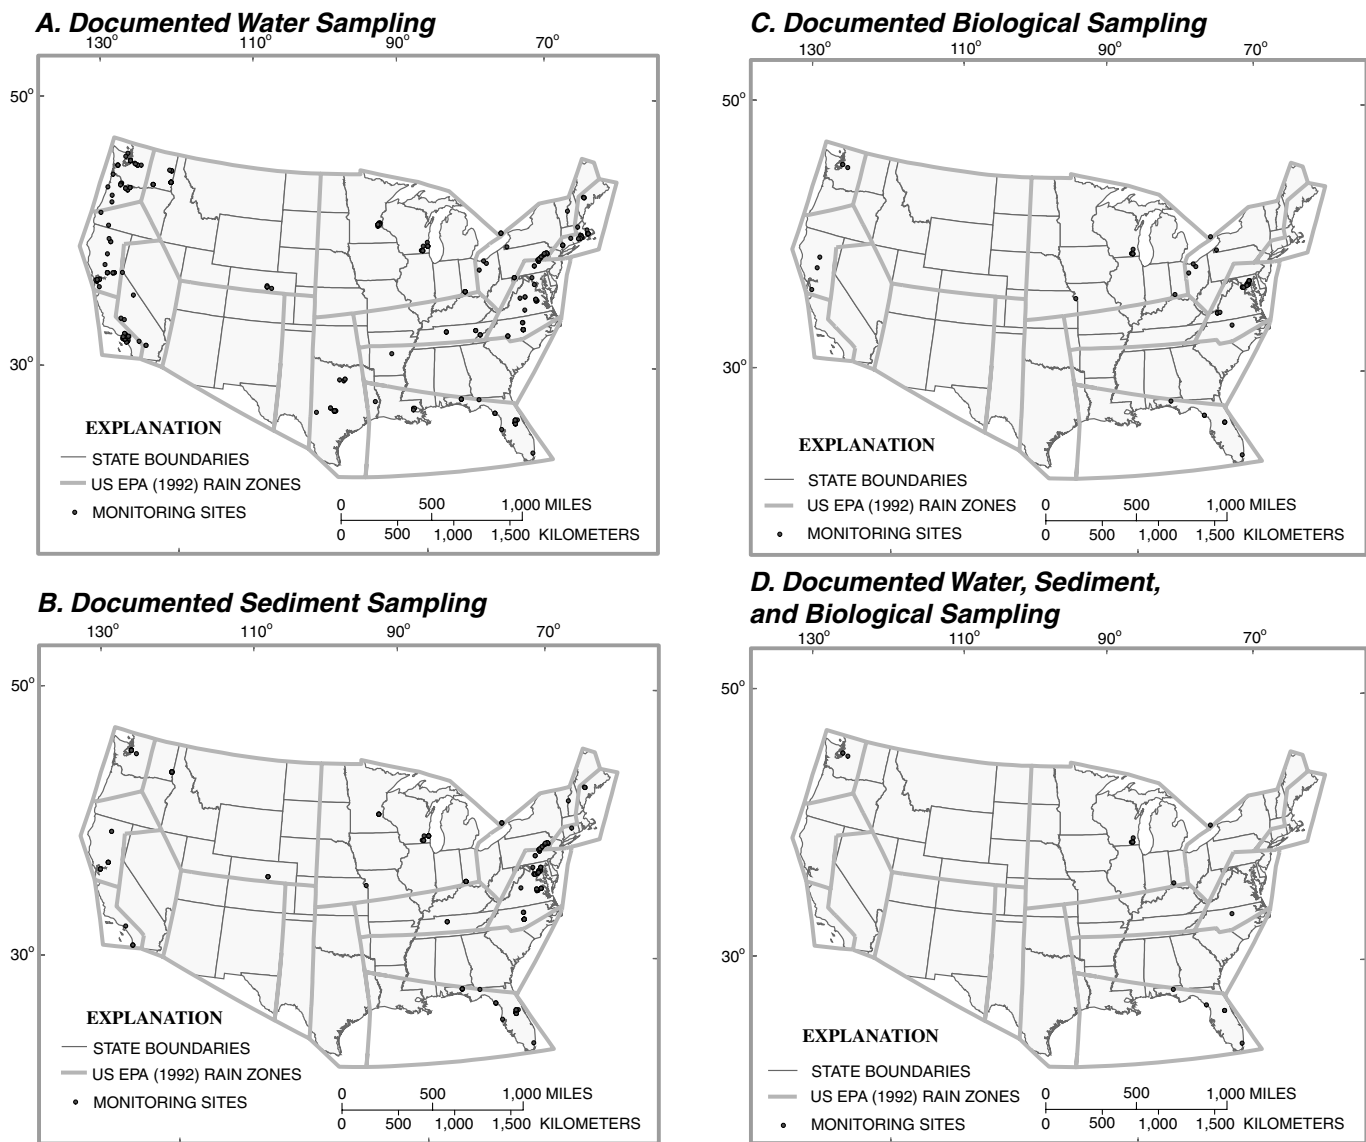 A. Documented Water Sampling
130° 110° 90° 70°
50°
30°
EXPLANATION
STATE BOUNDARIES
US EPA (1992) RAIN ZONES
MONITORING SITES
0 500 1,000 MILES
0 500 1,000 1,500 KILOMETERS
C. Documented Biological Sampling
130° 110° 90° 70°
50°
30°
EXPLANATION
STATE BOUNDARIES
US EPA (1992) RAIN ZONES
MONITORING SITES
0 500 1,000 MILES
0 500 1,000 1,500 KILOMETERS
B. Documented Sediment Sampling
130° 110° 90° 70°
50°
30°
EXPLANATION
STATE BOUNDARIES
US EPA (1992) RAIN ZONES
MONITORING SITES
0 500 1,000 MILES
0 500 1,000 1,500 KILOMETERS
D. Documented Water, Sediment,
and Biological Sampling
130° 110° 90° 70°
50°
30°
EXPLANATION
STATE BOUNDARIES
US EPA (1992) RAIN ZONES
MONITORING SITES
0 500 1,000 MILES
0 500 1,000 1,500 KILOMETERS